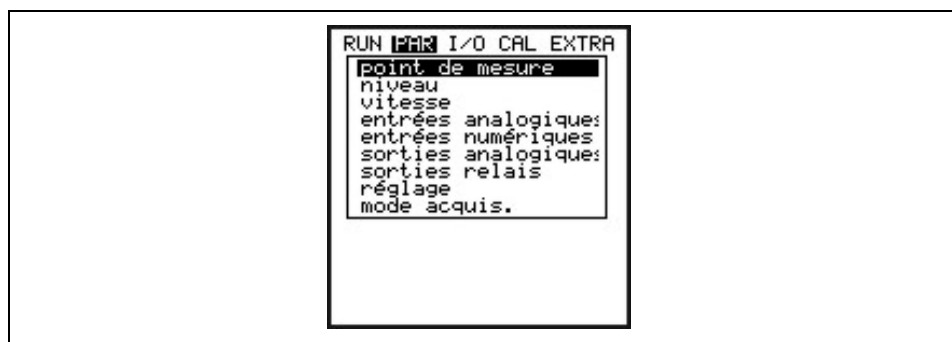 RUN PAR I/O CAL EXTRA
point de mesure
niveau
vitesse
entrées analogiques
entrées numériques
sorties analogiques
sorties relais
réglage
mode acquis.